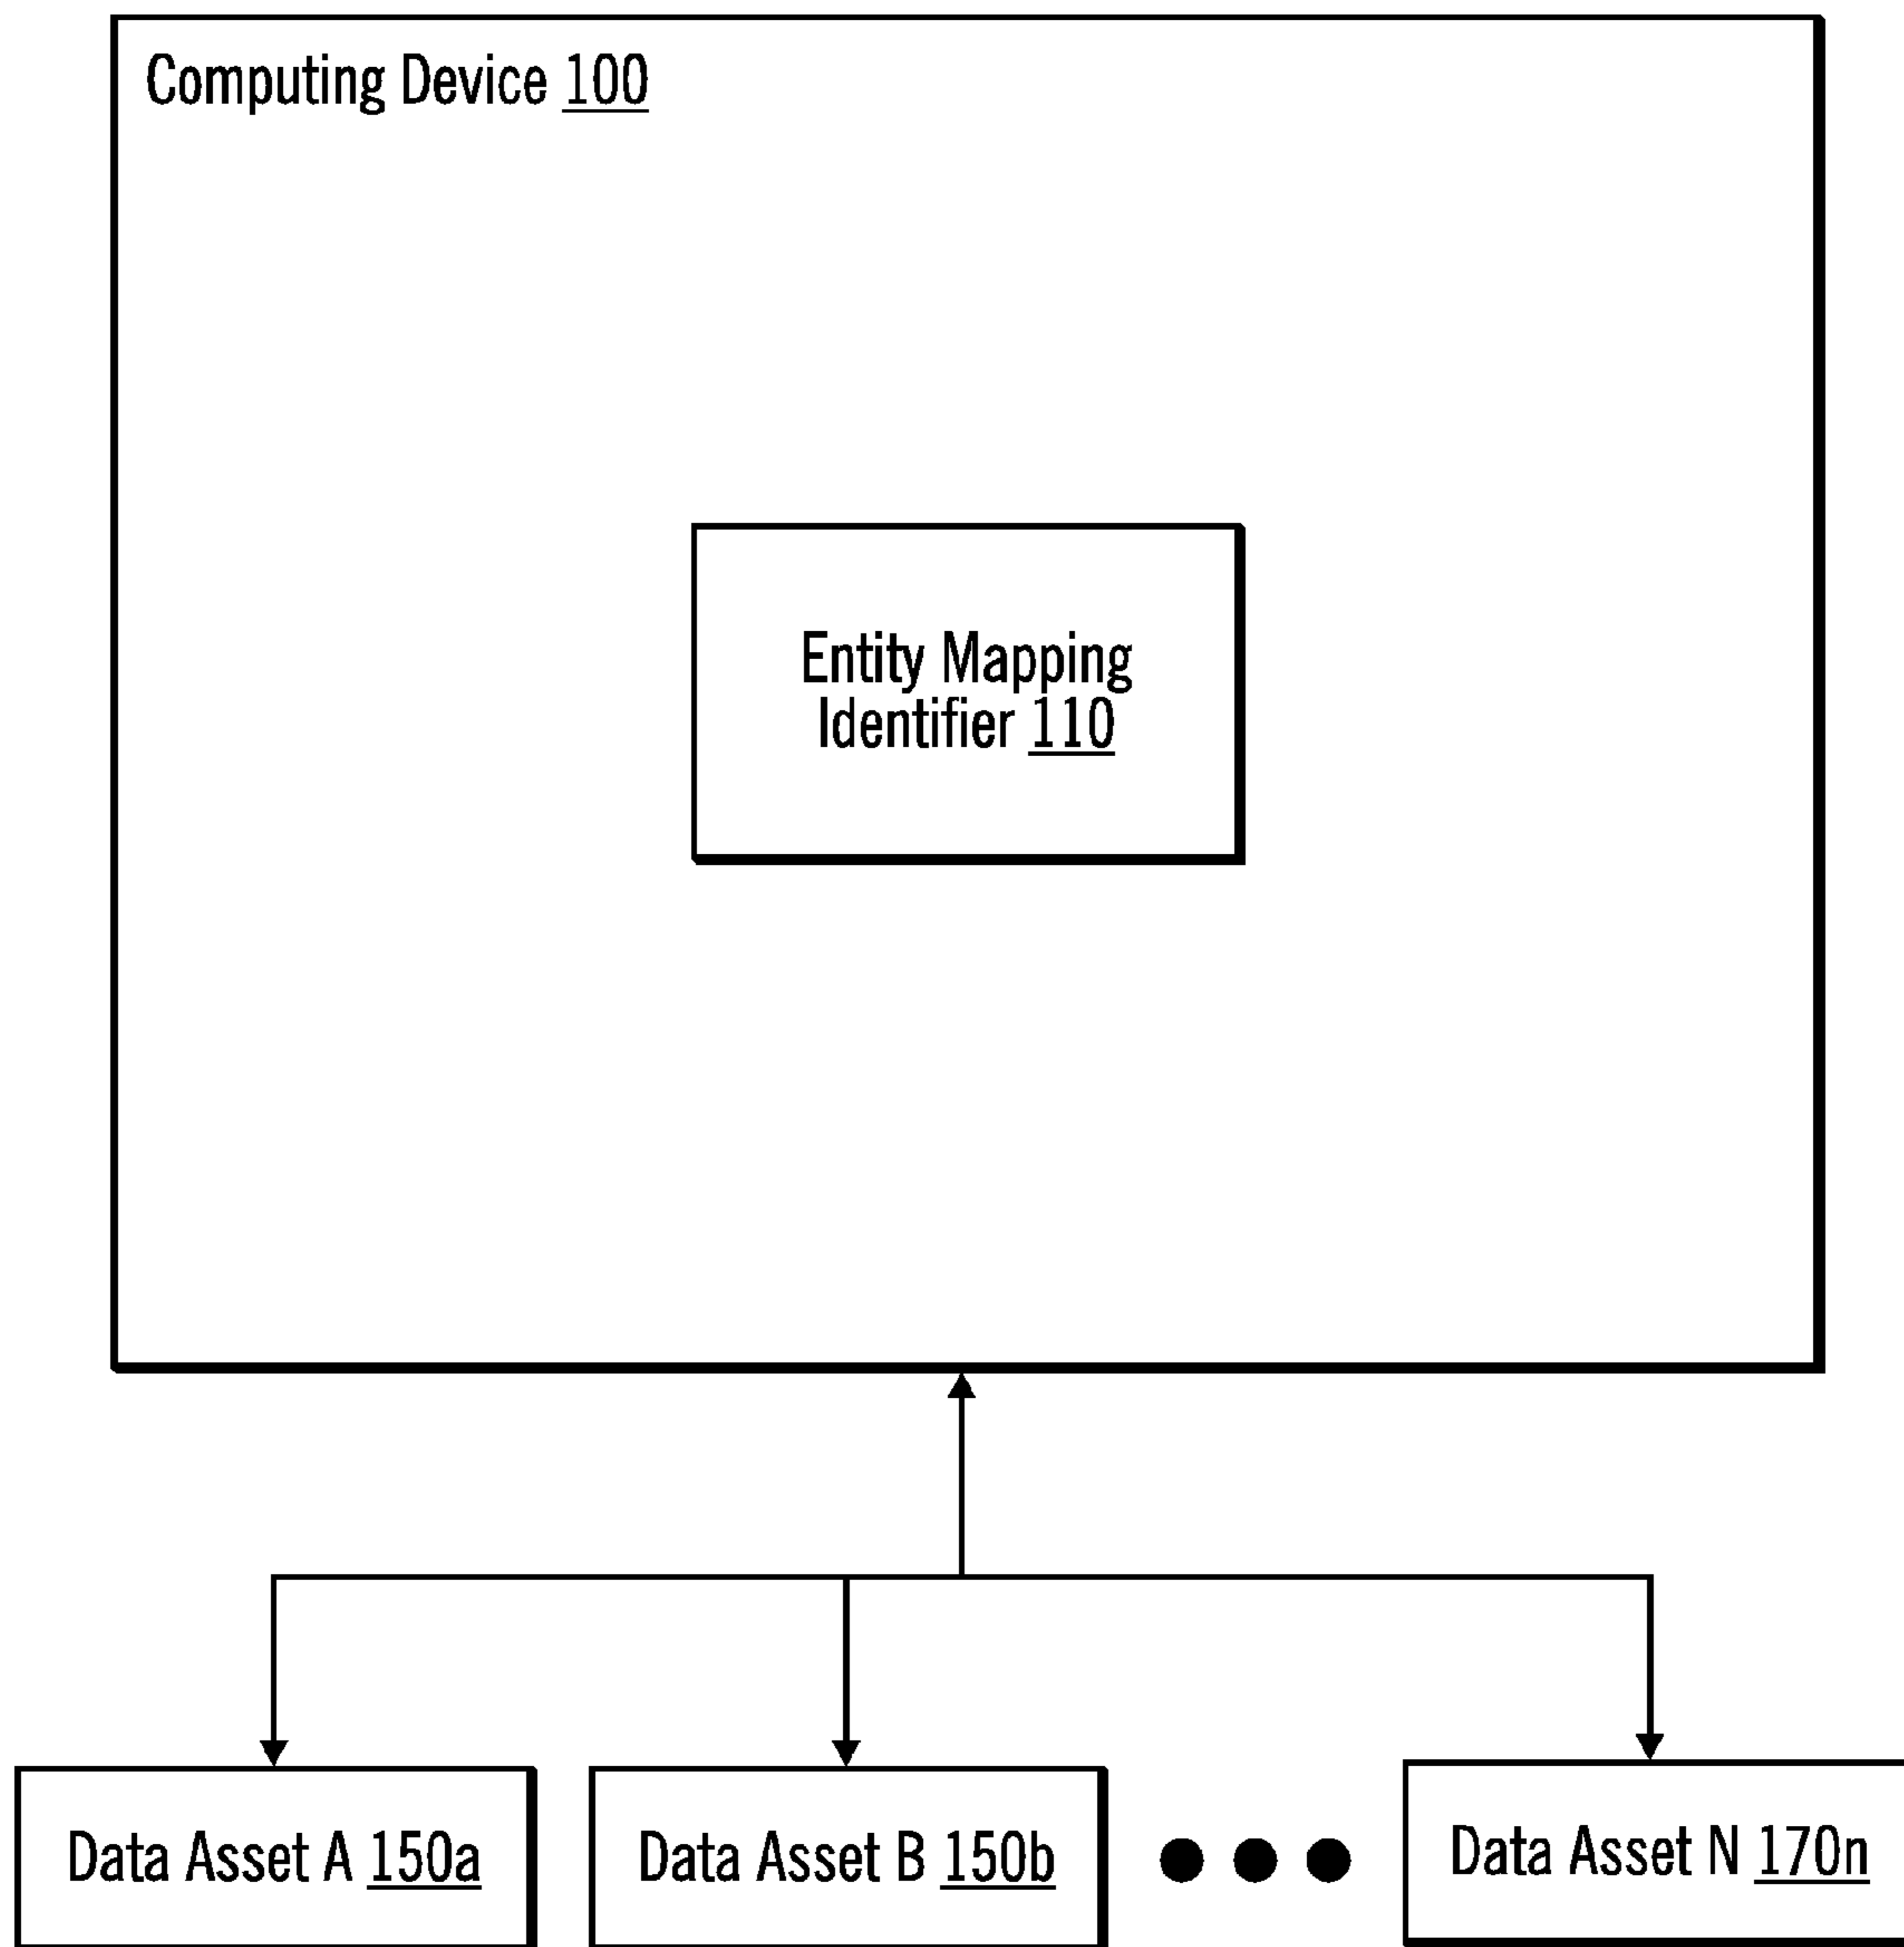 Computing Device 100
Entity Mapping
Identifier 110
Data Asset A 150a
Data Asset B 150b
Data Asset N 170n